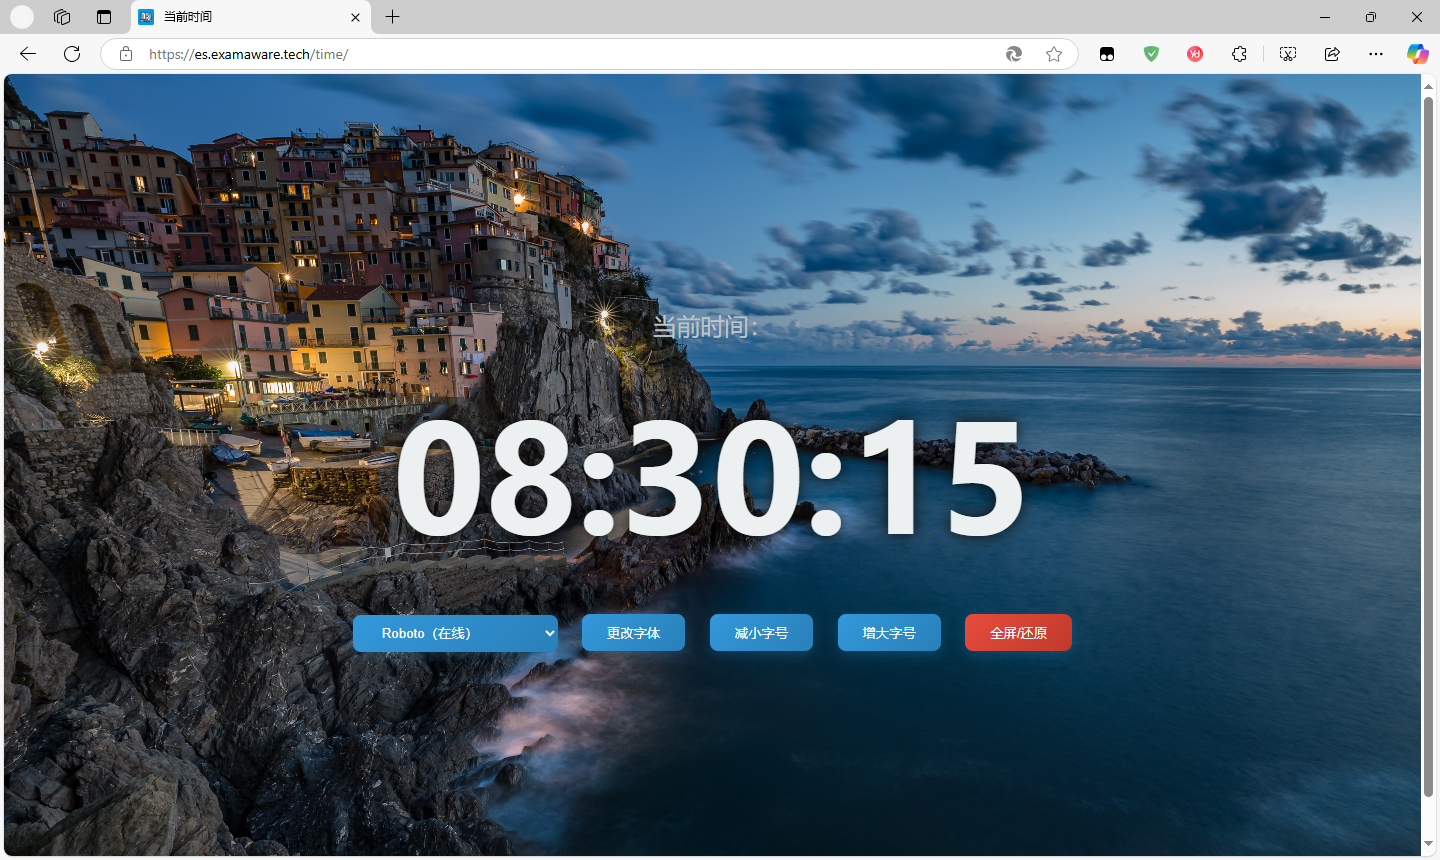 当前时间
https://es.examaware.tech/time/
当前时间：
08:30:15
Roboto（在线）
更改字体
减小字号
增大字号
全屏/还原